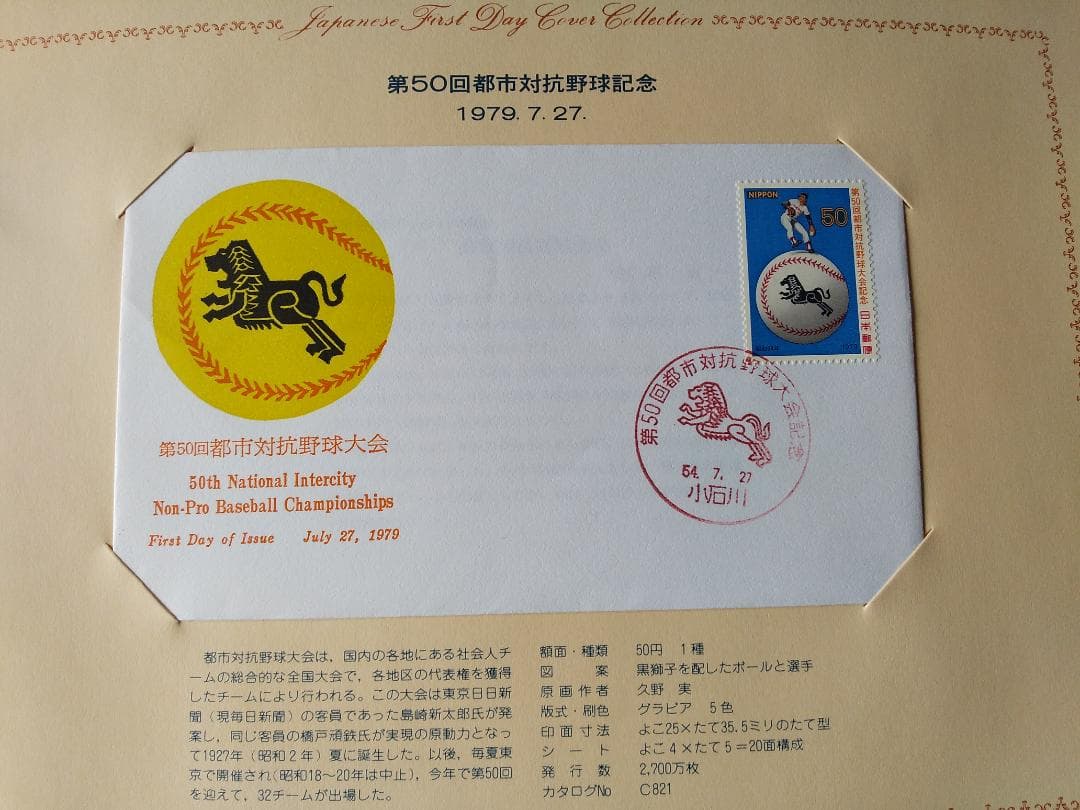 Japanese First Day Cover Collection
第50回都市対抗野球記念
1979. 7. 27.
NIPPON
50
第50回都市対抗野球大会記念 日本郵便
1979
第50回都市対抗野球大会記念
54. 7. 27
小石川
第50回都市対抗野球大会
50th National Intercity
Non-Pro Baseball Championships
First Day of Issue July 27, 1979
都市対抗野球大会は、国内の各地にある社会人チ
ームの総合的な全国大会で、各地区の代表権を獲得
したチームにより行われる。この大会は東京日日新
聞(現毎日新聞)の客員であった島崎新太郎氏が発
案し、同じ客員の橋戸頑鉄氏が実現の原動力となっ
て1927年(昭和2年)夏に誕生した。以後、毎夏東
京で開催され(昭和18〜20年は中止)、今年で第50回
を迎えて、32チームが出場した。
額面・種類 50円 1種
図案 黒獅子を配したボールと選手
原画作者 久野 実
版式・刷色 グラビア 5色
印面寸法 よこ25×たて35.5ミリのたて型
シート よこ4×たて5=20面構成
発行数 2,700万枚
カタログNo C821